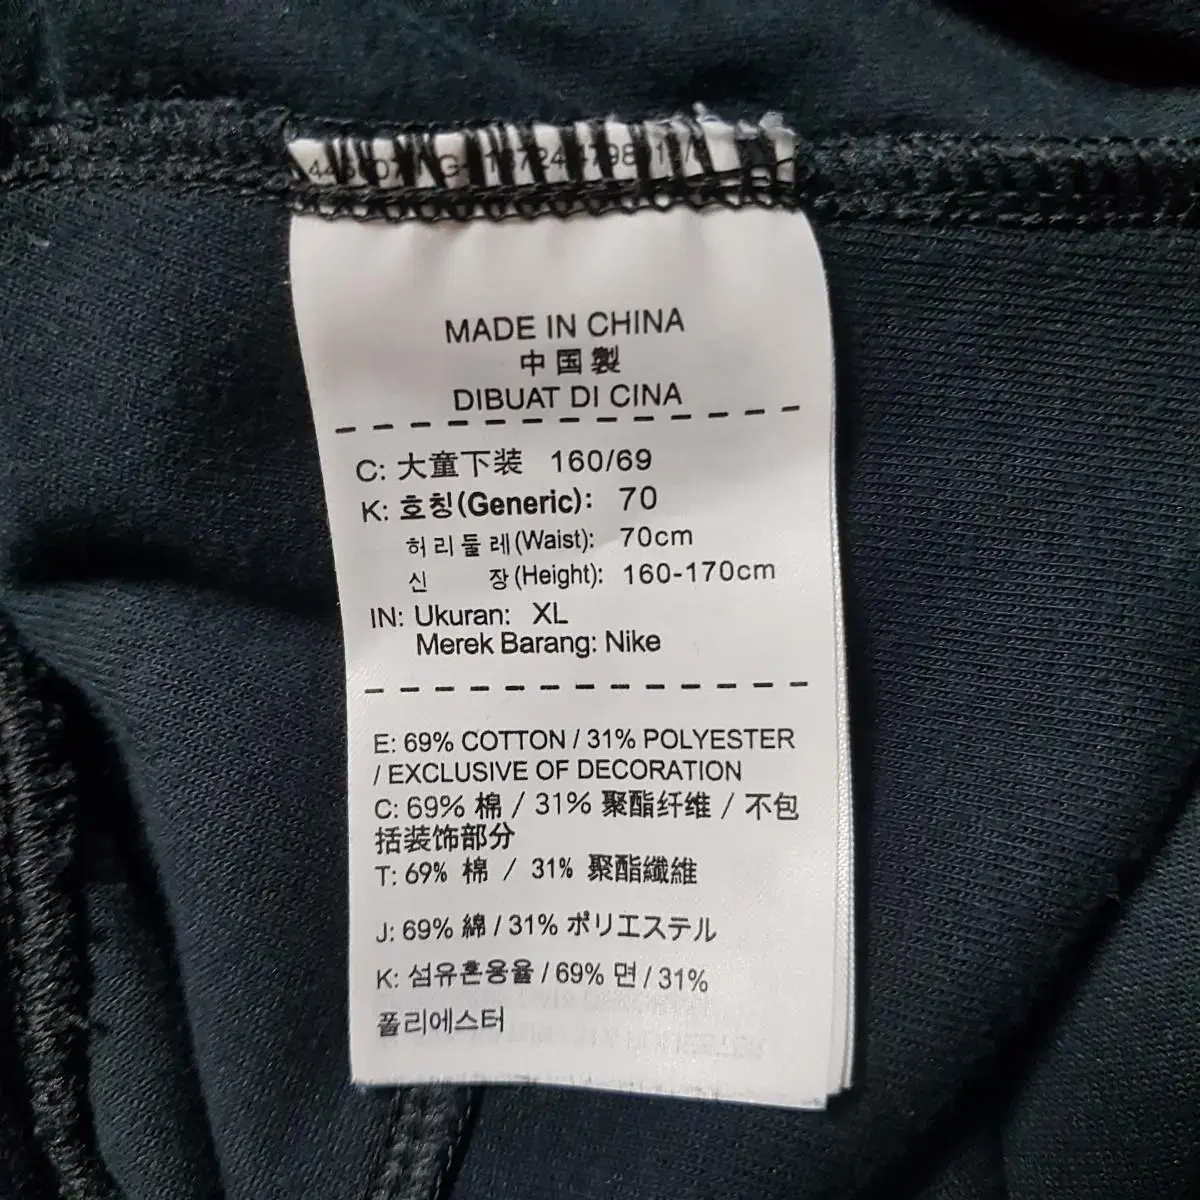 MADE IN CHINA
中国製
DIBUAT DI CINA
C: 大童下装 160/69
K: 호칭(Generic): 70
허리둘레(Waist): 70cm
신 장(Height): 160-170cm
IN: Ukuran: XL
Merek Barang: Nike
E: 69% COTTON / 31% POLYESTER
/ EXCLUSIVE OF DECORATION
C: 69% 棉 / 31% 聚酯纤维 / 不包
括装饰部分
T: 69% 棉 / 31% 聚酯纖維
J: 69% 綿 / 31% ポリエステル
K: 섬유혼용율 / 69% 면 / 31%
폴리에스터